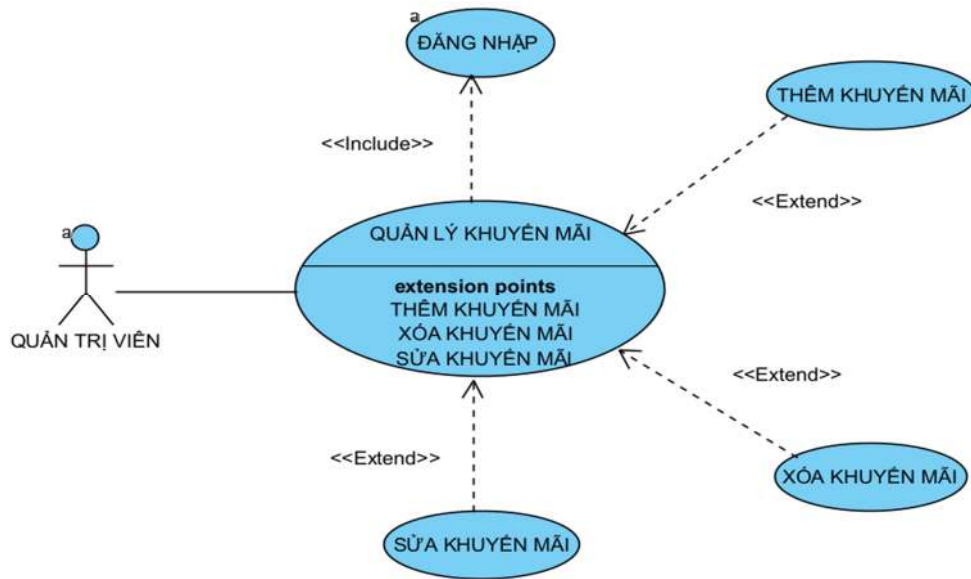 a
ĐĂNG NHẬP
THÊM KHUYẾN MÃI
<<Include>>
<<Extend>>
QUẢN LÝ KHUYẾN MÃI
a
extension points
THÊM KHUYẾN MÃI
XÓA KHUYẾN MÃI
SỬA KHUYẾN MÃI
QUẢN TRỊ VIÊN
<<Extend>>
<<Extend>>
XÓA KHUYẾN MÃI
SỬA KHUYẾN MÃI